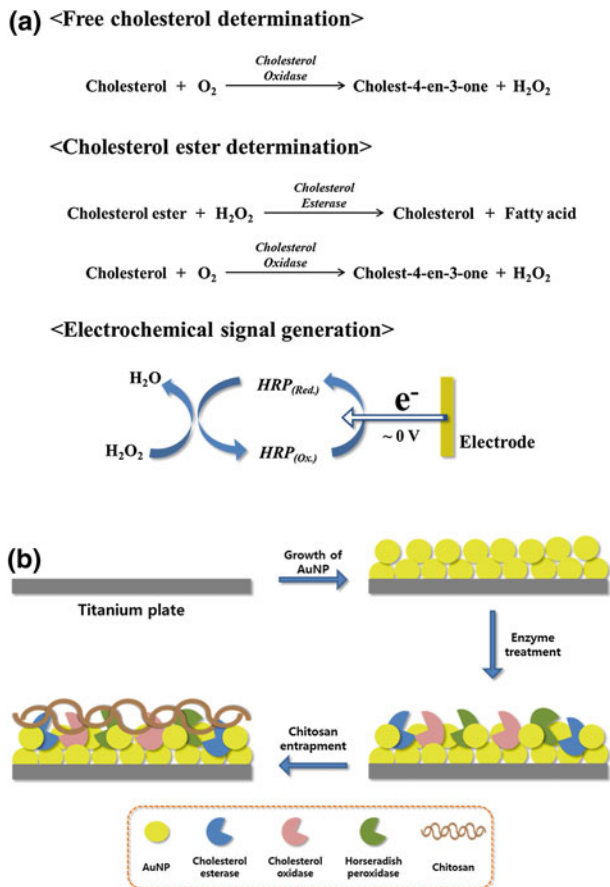 (a) <Free cholesterol determination>
Cholesterol
Oxidase
Cholesterol + O₂ Cholest-4-en-3-one + H₂O₂
<Cholesterol ester determination>
Cholesterol
Esterase
Cholesterol ester + H₂O₂ Cholesterol + Fatty acid
Cholesterol
Oxidase
Cholesterol + O₂ Cholest-4-en-3-one + H₂O₂
<Electrochemical signal generation>
H₂O HRP(Red.) e⁻
~ 0 V Electrode
H₂O₂ HRP(Ox.)
(b)
Growth of
AuNP
Titanium plate
Enzyme
treatment
Chitosan
entrapment
AuNP
Cholesterol
esterase
Cholesterol
oxidase
Horseradish
peroxidase
Chitosan